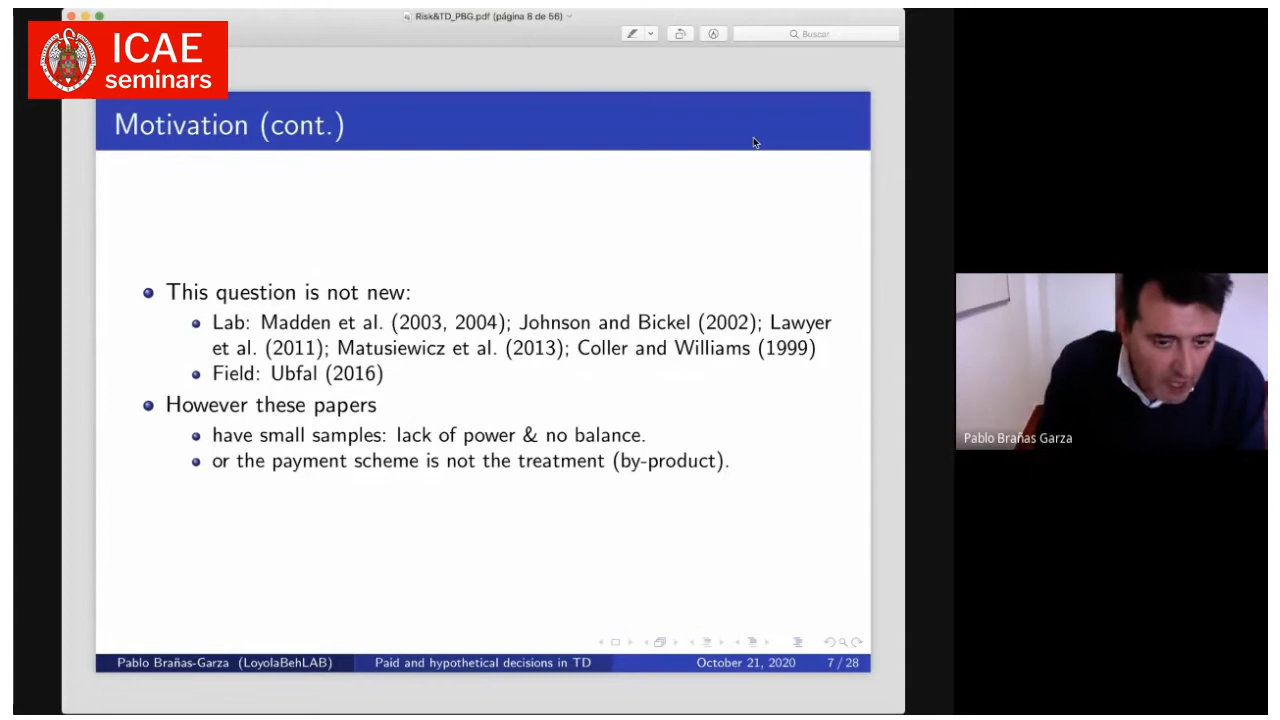 Risk&TD_PBG.pdf (página 8 de 56)
Buscar
ICAE
seminars
Motivation (cont.)
This question is not new:
Lab: Madden et al. (2003, 2004); Johnson and Bickel (2002); Lawyer
et al. (2011); Matusiewicz et al. (2013); Coller and Williams (1999)
Field: Ubfal (2016)
However these papers
have small samples: lack of power & no balance.
or the payment scheme is not the treatment (by-product).
Pablo Brañas-Garza (LoyolaBehLAB) Paid and hypothetical decisions in TD October 21, 2020 7 / 28
Pablo Brañas Garza